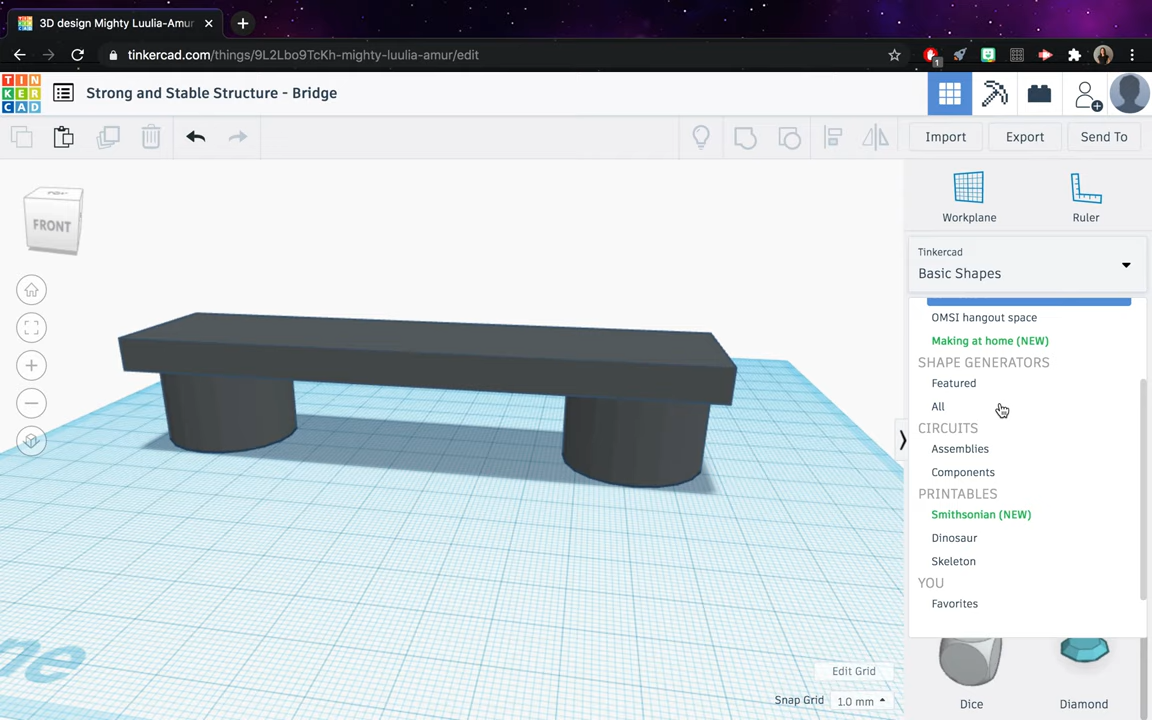 3D design Mighty Luulia-Amur
tinkercad.com/things/9L2Lbo9TcKh-mighty-luulia-amur/edit
1
TIN
KER
CAD
Strong and Stable Structure - Bridge
Import
Export
Send To
TOP
FRONT
Workplane
Ruler
Tinkercad
Basic Shapes
OMSI hangout space
Making at home (NEW)
SHAPE GENERATORS
Featured
All
CIRCUITS
Assemblies
Components
PRINTABLES
Smithsonian (NEW)
Dinosaur
Skeleton
YOU
Favorites
ne
Edit Grid
Snap Grid 1.0 mm
Dice
Diamond